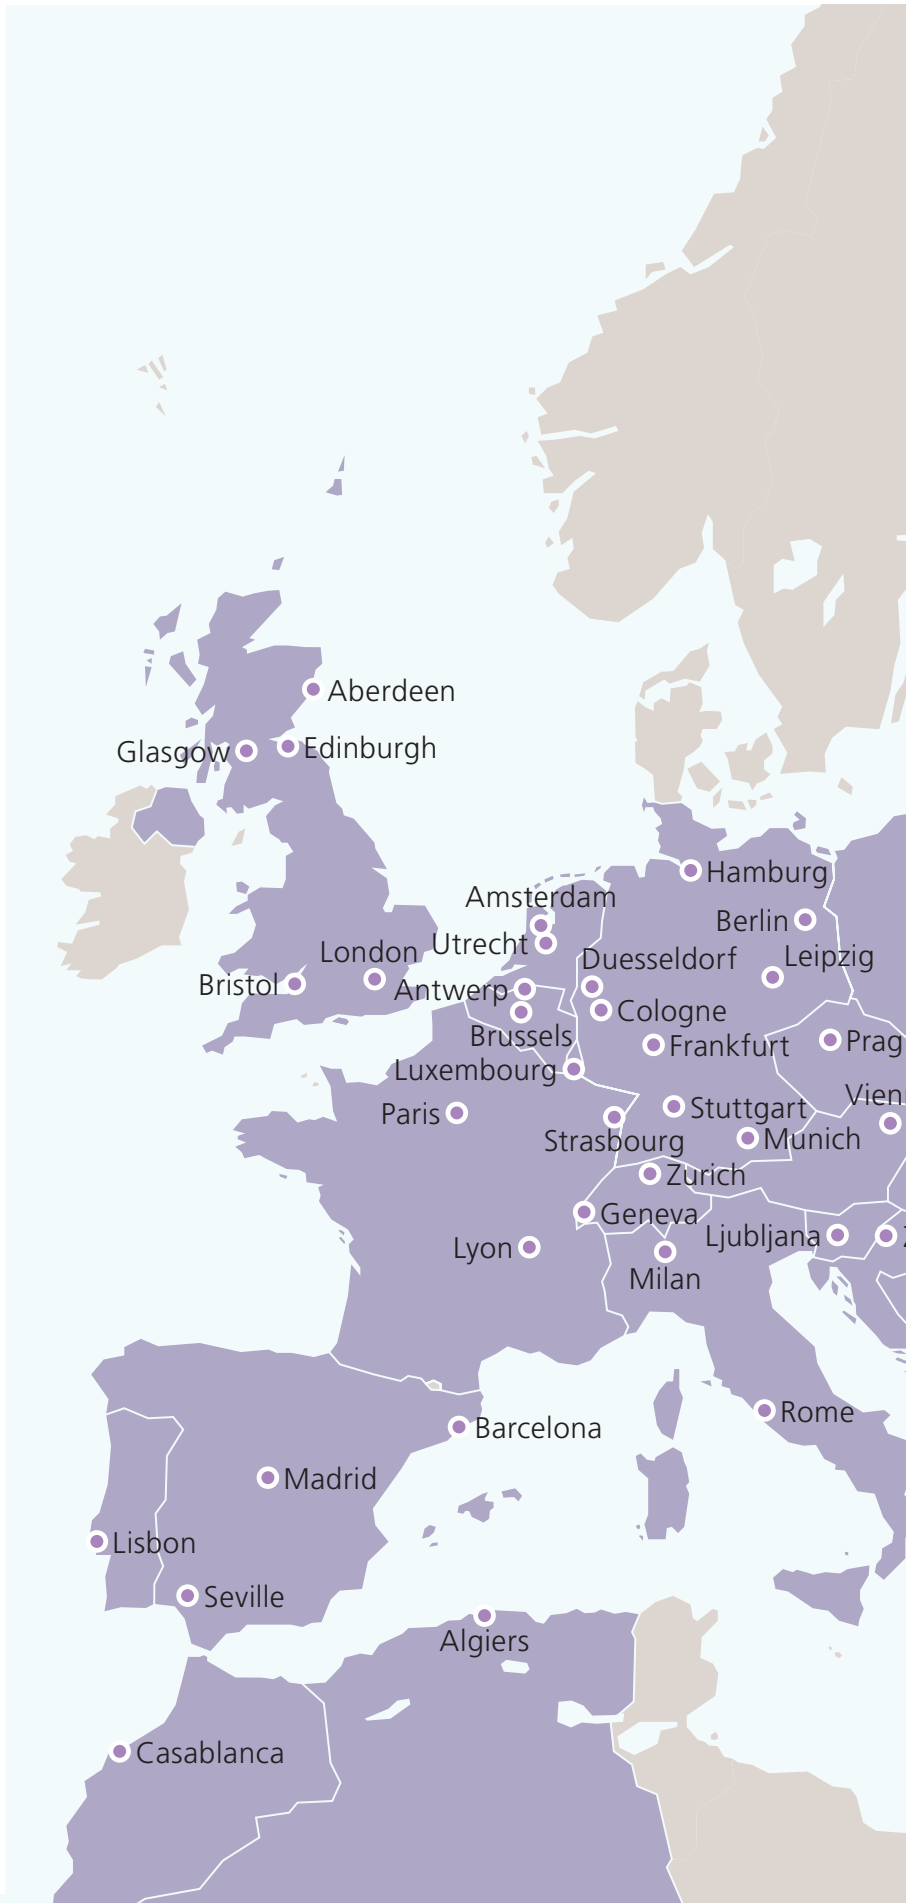 Aberdeen
Glasgow
Edinburgh
Hamburg
Amsterdam
Berlin
Utrecht
London
Duesseldorf
Leipzig
Bristol
Antwerp
Cologne
Brussels
Frankfurt
Prag
Luxembourg
Vien
Paris
Stuttgart
Strasbourg
Munich
Zurich
Geneva
Ljubljana
Z
Lyon
Milan
Rome
Barcelona
Madrid
Lisbon
Seville
Algiers
Casablanca